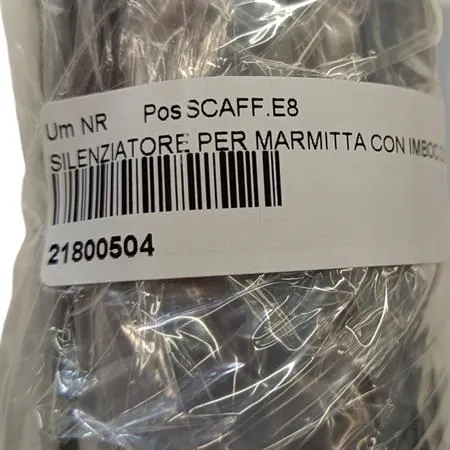 Um NR Pos SCAFF.E8
SILENZIATORE PER MARMITTA CON
21800504